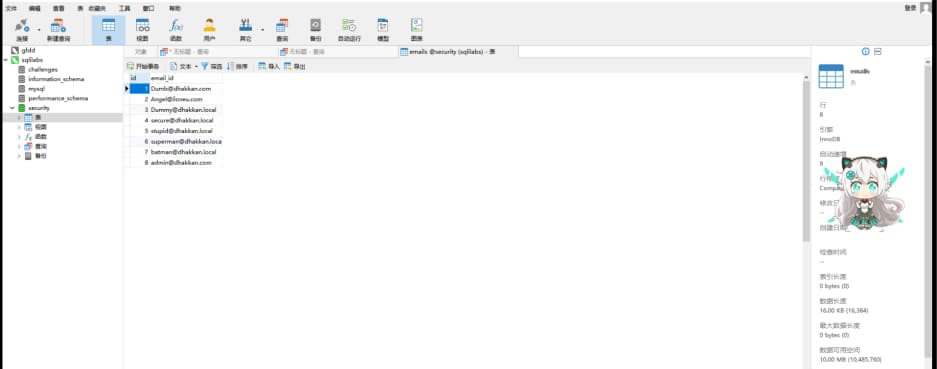 文件 编辑 查看 表 收藏夹 工具 窗口 帮助 登录
连接 新建查询 表 视图 函数 用户 其它 查询 备份 自动运行 模型 图表
gfdd
sqlilabs
challenges
information_schema
mysql
performance_schema
security
表
视图
函数
查询
备份
对象 * 无标题 - 查询 无标题 - 查询 emails @security (sqlilabs) - 表
开始事务 文本 筛选 排序 导入 导出
id email_id
1 Dumb@dhakkan.com
2 Angel@iloveu.com
3 Dummy@dhakkan.local
4 secure@dhakkan.local
5 stupid@dhakkan.local
6 superman@dhakkan.loca
7 batman@dhakkan.local
8 admin@dhakkan.com
emails
表
行
8
引擎
InnoDB
自动递增
9
行格
Compa
修改日
--
创建日期
检查时间
--
索引长度
0 bytes (0)
数据长度
16.00 KB (16,384)
最大数据长度
0 bytes (0)
数据可用空间
10.00 MB (10,485,760)